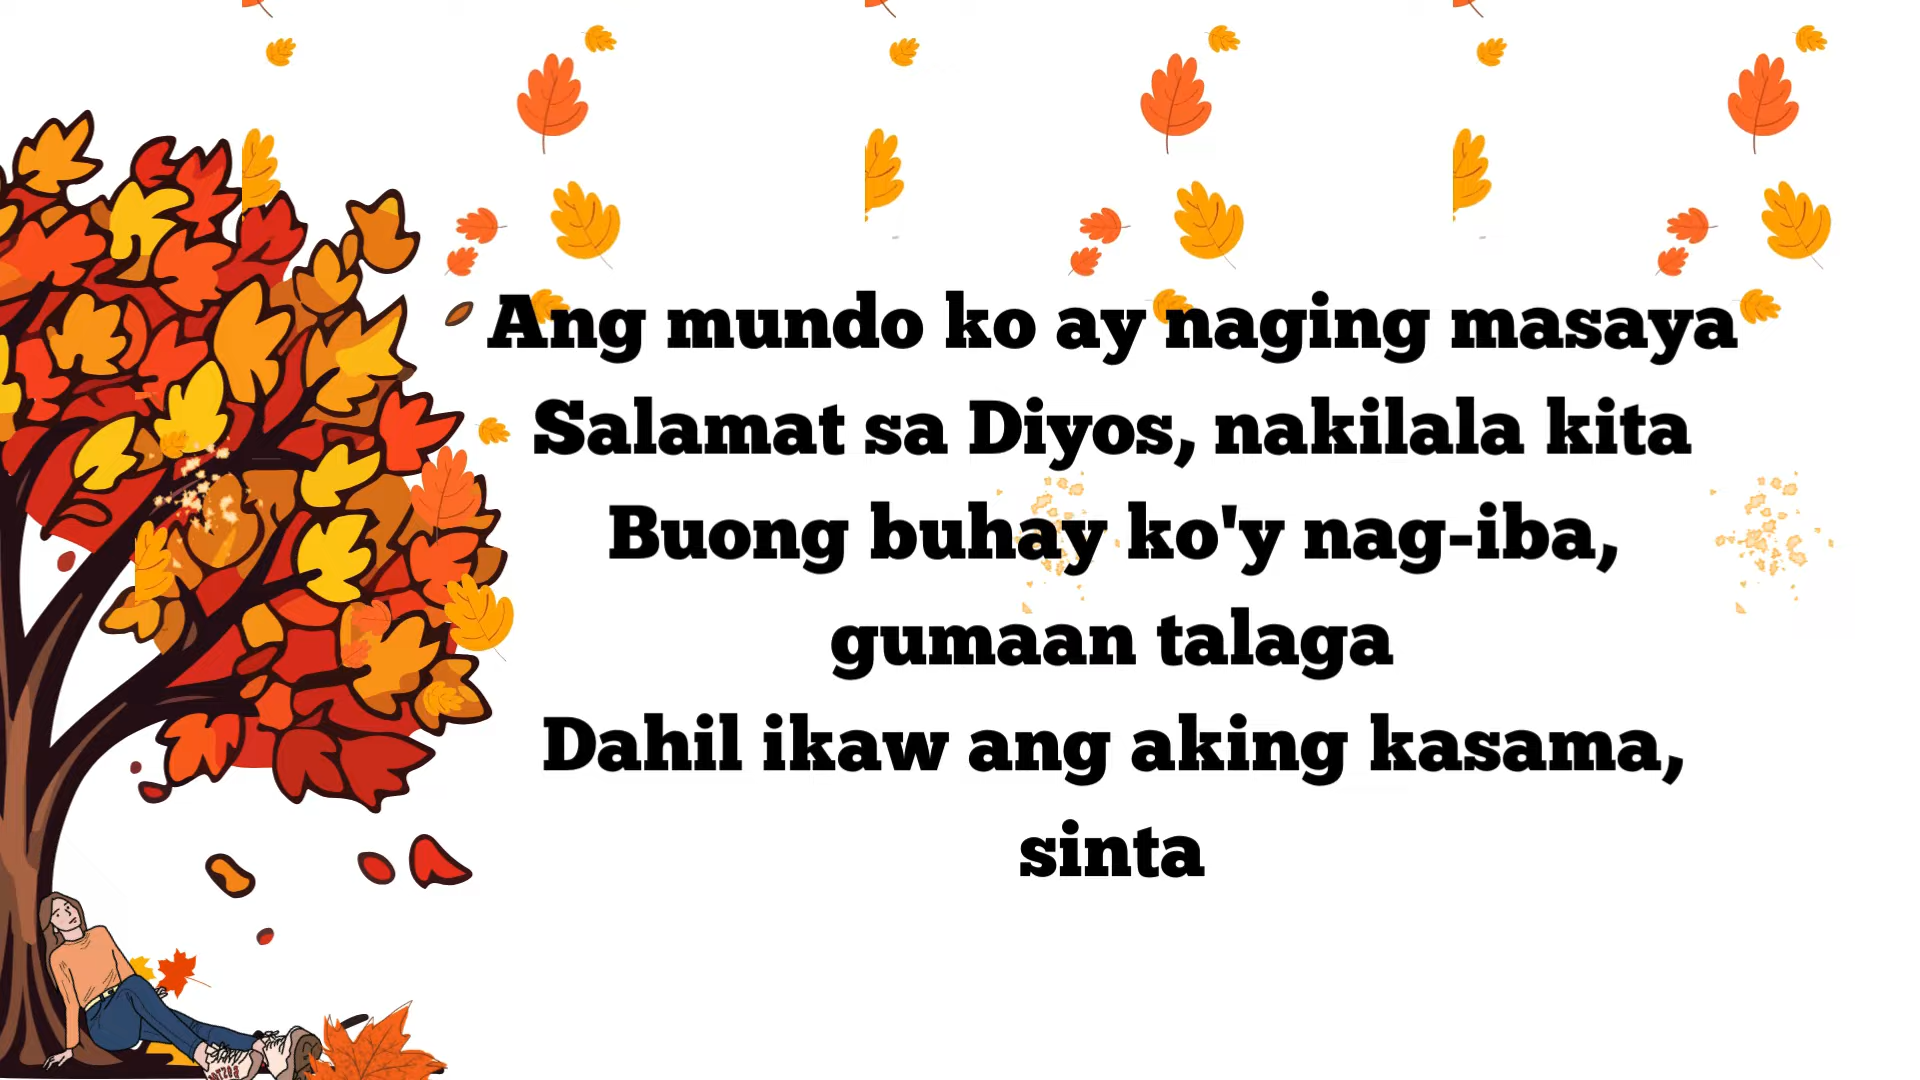 Ang mundo ko ay naging masaya
Salamat sa Diyos, nakilala kita
Buong buhay ko'y nag-iba,
gumaan talaga
Dahil ikaw ang aking kasama,
sinta